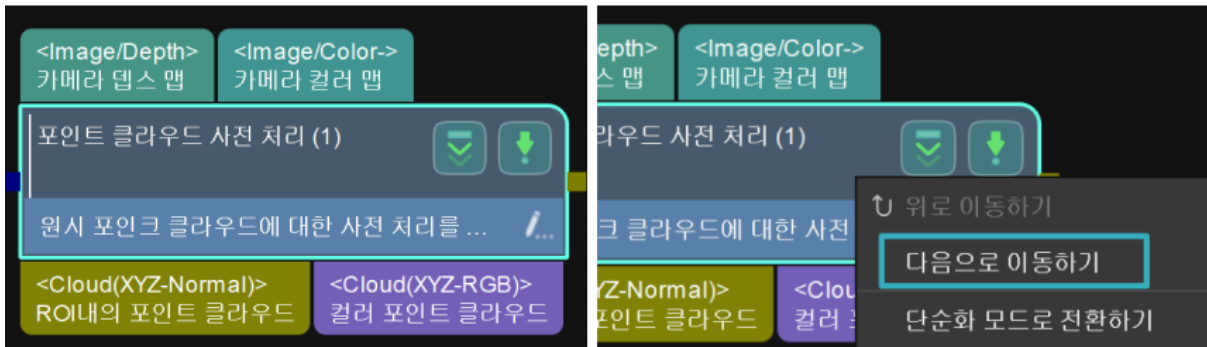 <Image/Depth>
카메라 뎁스 맵
<Image/Color->
카메라 컬러 맵
포인트 클라우드 사전 처리 (1)
원시 포인크 클라우드에 대한 사전 처리를 ...
<Cloud(XYZ-Normal)>
ROI내의 포인트 클라우드
<Cloud(XYZ-RGB)>
컬러 포인트 클라우드
epth>
스 맵
<Image/Color->
카메라 컬러 맵
라우드 사전 처리 (1)
크 클라우드에 대한 사전
YZ-Normal)>
포인트 클라우드
<Clou
컬러
위로 이동하기
다음으로 이동하기
단순화 모드로 전환하기